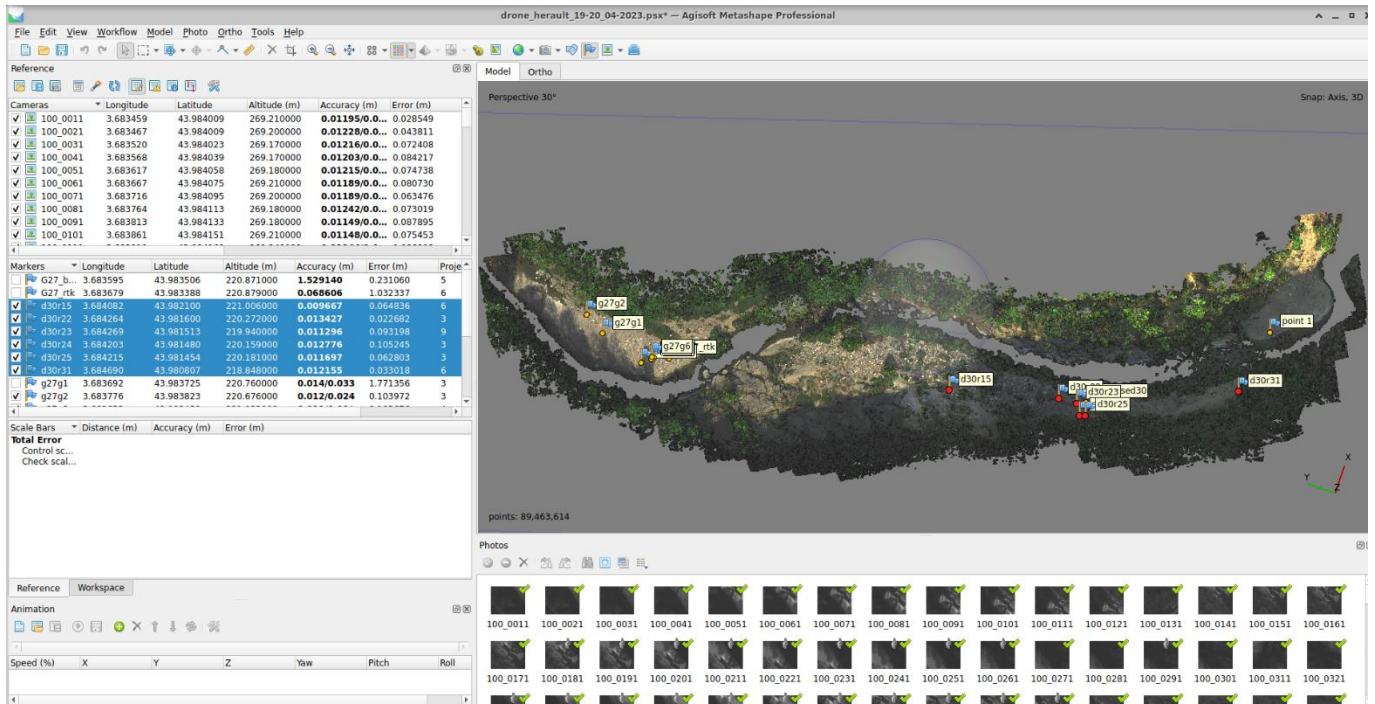 drone_herault_19-20_04-2023.psx* — Agisoft Metashape Professional
File Edit View Workflow Model Photo Ortho Tools Help
Reference
Cameras Longitude Latitude Altitude (m) Accuracy (m) Error (m)
100_0011 3.683459 43.984009 269.210000 0.01195/0.0... 0.028549
100_0021 3.683467 43.984009 269.200000 0.01228/0.0... 0.043811
100_0031 3.683520 43.984023 269.170000 0.01216/0.0... 0.072408
100_0041 3.683568 43.984039 269.170000 0.01203/0.0... 0.084217
100_0051 3.683617 43.984058 269.180000 0.01215/0.0... 0.074738
100_0061 3.683667 43.984075 269.210000 0.01189/0.0... 0.080730
100_0071 3.683716 43.984095 269.200000 0.01189/0.0... 0.063476
100_0081 3.683764 43.984113 269.180000 0.01242/0.0... 0.073019
100_0091 3.683813 43.984133 269.180000 0.01149/0.0... 0.087895
100_0101 3.683861 43.984151 269.210000 0.01148/0.0... 0.075453
Markers Longitude Latitude Altitude (m) Accuracy (m) Error (m) Proje
G27_b... 3.683595 43.983506 220.871000 1.529140 0.231060 5
G27_rtk 3.683679 43.983388 220.879000 0.068606 1.032337 6
d30r15 3.684082 43.982100 221.006000 0.009667 0.064836 6
d30r22 3.684264 43.981600 220.272000 0.013427 0.022682 3
d30r23 3.684269 43.981513 219.940000 0.011296 0.093198 9
d30r24 3.684203 43.981480 220.159000 0.012776 0.105245 3
d30r25 3.684215 43.981454 220.181000 0.011697 0.062803 3
d30r31 3.684690 43.980807 218.848000 0.012155 0.033018 6
g27g1 3.683692 43.983725 220.760000 0.014/0.033 1.771356 3
g27g2 3.683776 43.983823 220.676000 0.012/0.024 0.103972 3
Scale Bars Distance (m) Accuracy (m) Error (m)
Total Error
Control sc...
Check scal...
Reference Workspace
Animation
Speed (%) X Y Z Yaw Pitch Roll
Model Ortho
Perspective 30°
Snap: Axis, 3D
g27g2
g27g1
g27g6 _rtk
point 1
d30r15
d30r31
d30r23 sed30
d30r25
X
Y
Z
points: 89,463,614
Photos
100_0011 100_0021 100_0031 100_0041 100_0051 100_0061 100_0071 100_0081 100_0091 100_0101 100_0111 100_0121 100_0131 100_0141 100_0151 100_0161
100_0171 100_0181 100_0191 100_0201 100_0211 100_0221 100_0231 100_0241 100_0251 100_0261 100_0271 100_0281 100_0291 100_0301 100_0311 100_0321